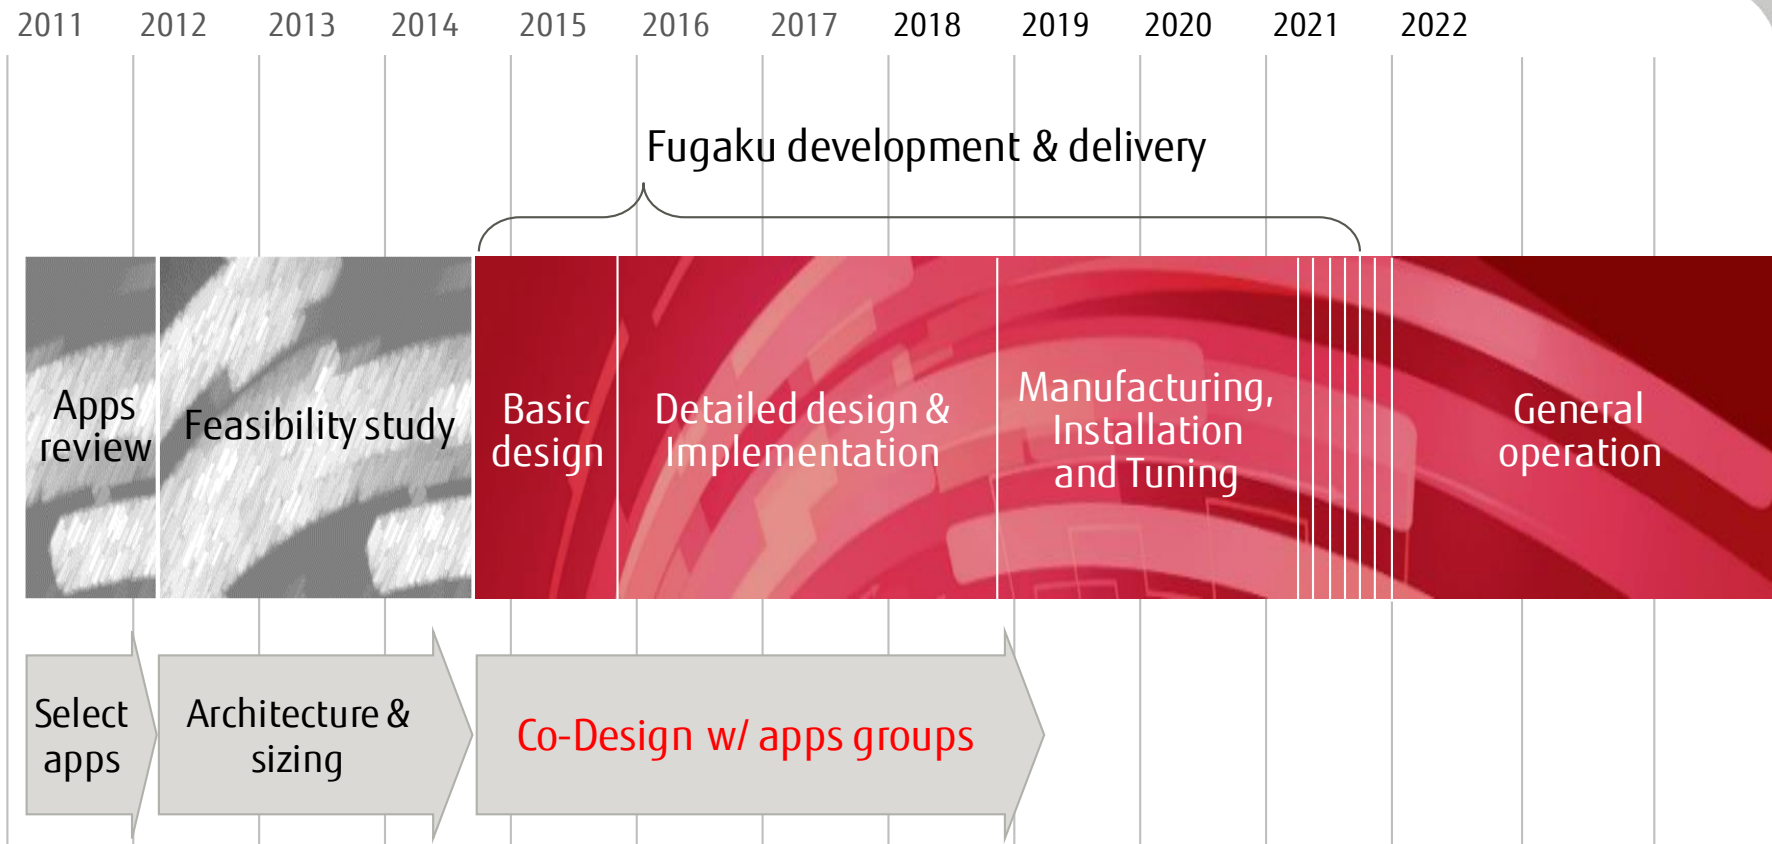 2011 2012 2013 2014 2015 2016 2017 2018 2019 2020 2021 2022
Fugaku development & delivery
Apps
review
Feasibility study
Basic
design
Detailed design &
Implementation
Manufacturing,
Installation
and Tuning
General
operation
Select
apps
Architecture &
sizing
Co-Design w/ apps groups